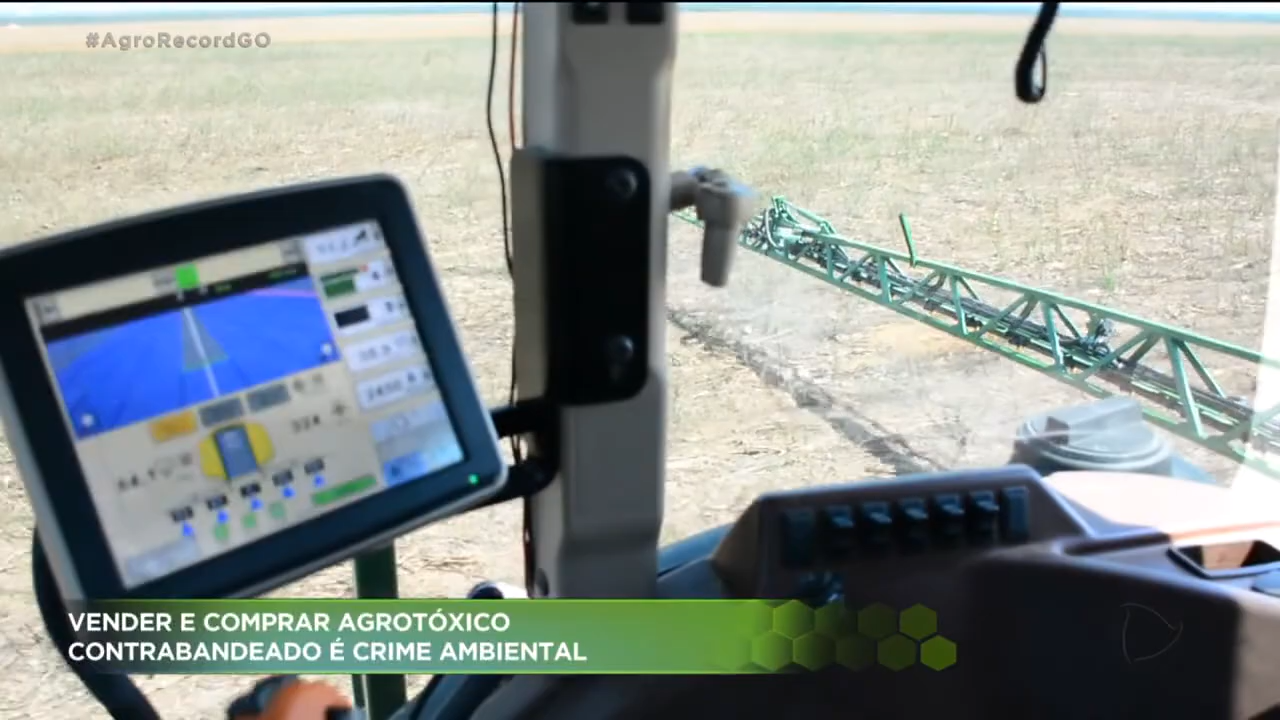 #AgroRecordGO
VENDER E COMPRAR AGROTÓXICO
CONTRABANDEADO É CRIME AMBIENTAL